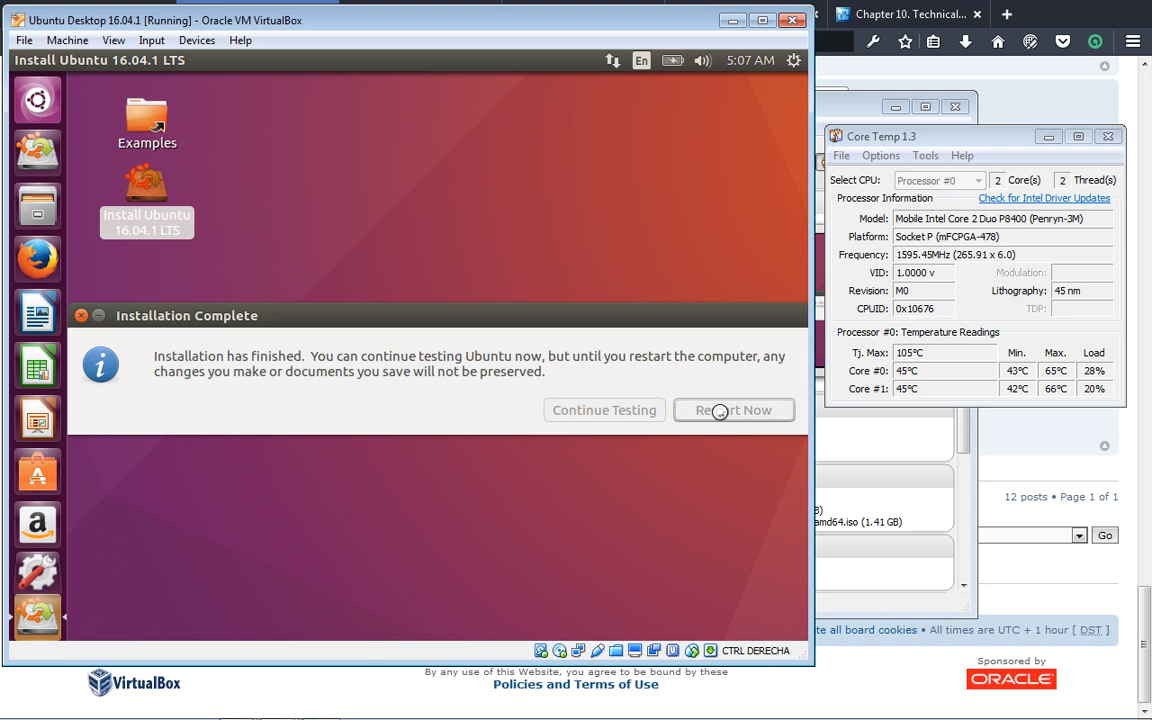 Ubuntu Desktop 16.04.1 [Running] - Oracle VM VirtualBox
File Machine View Input Devices Help
Install Ubuntu 16.04.1 LTS
En
5:07 AM
Examples
Install Ubuntu
16.04.1 LTS
Installation Complete
Installation has finished. You can continue testing Ubuntu now, but until you restart the computer, any
changes you make or documents you save will not be preserved.
Continue Testing
Restart Now
CTRL DERECHA
Chapter 10. Technical...
Core Temp 1.3
File Options Tools Help
Select CPU: Processor #0 2 Core(s) 2 Thread(s)
Processor Information Check for Intel Driver Updates
Model: Mobile Intel Core 2 Duo P8400 (Penryn-3M)
Platform: Socket P (mFCPGA-478)
Frequency: 1595.45MHz (265.91 x 6.0)
VID: 1.0000 v Modulation:
Revision: M0 Lithography: 45 nm
CPUID: 0x10676 TDP:
Processor #0: Temperature Readings
Tj. Max: 105°C Min. Max. Load
Core #0: 45°C 43°C 65°C 28%
Core #1: 45°C 42°C 66°C 20%
12 posts • Page 1 of 1
amd64.iso (1.41 GB)
Go
all board cookies • All times are UTC + 1 hour [ DST ]
VirtualBox
By any use of this Website, you agree to be bound by these
Policies and Terms of Use
Sponsored by
ORACLE